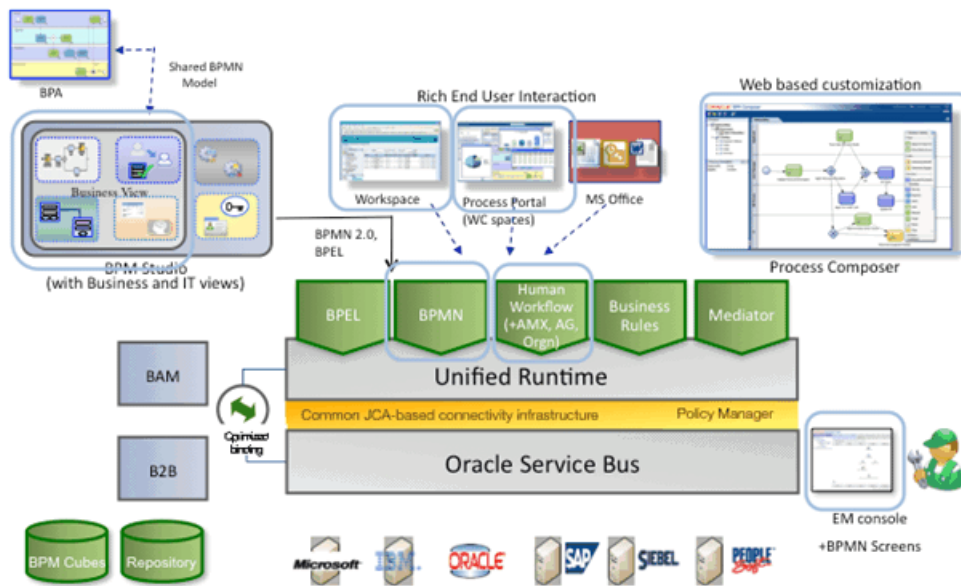 BPA
Shared BPMN
Model
Business View
BPM Studio
(with Business and IT views)
Rich End User Interaction
Workspace
Process Portal
(WC spaces)
MS Office
Web based customization
ORACLE BPM Composer
Process Composer
BPMN 2.0,
BPEL
BPEL
BPMN
Human
Workflow
(+AMX, AG,
Orgn)
Business
Rules
Mediator
BAM
Unified Runtime
Common JCA-based connectivity infrastructure
Policy Manager
Optimized
binding
B2B
Oracle Service Bus
EM console
+BPMN Screens
BPM Cubes
Repository
Microsoft
IBM
ORACLE
SAP
SIEBEL
PEOPLE
Soft